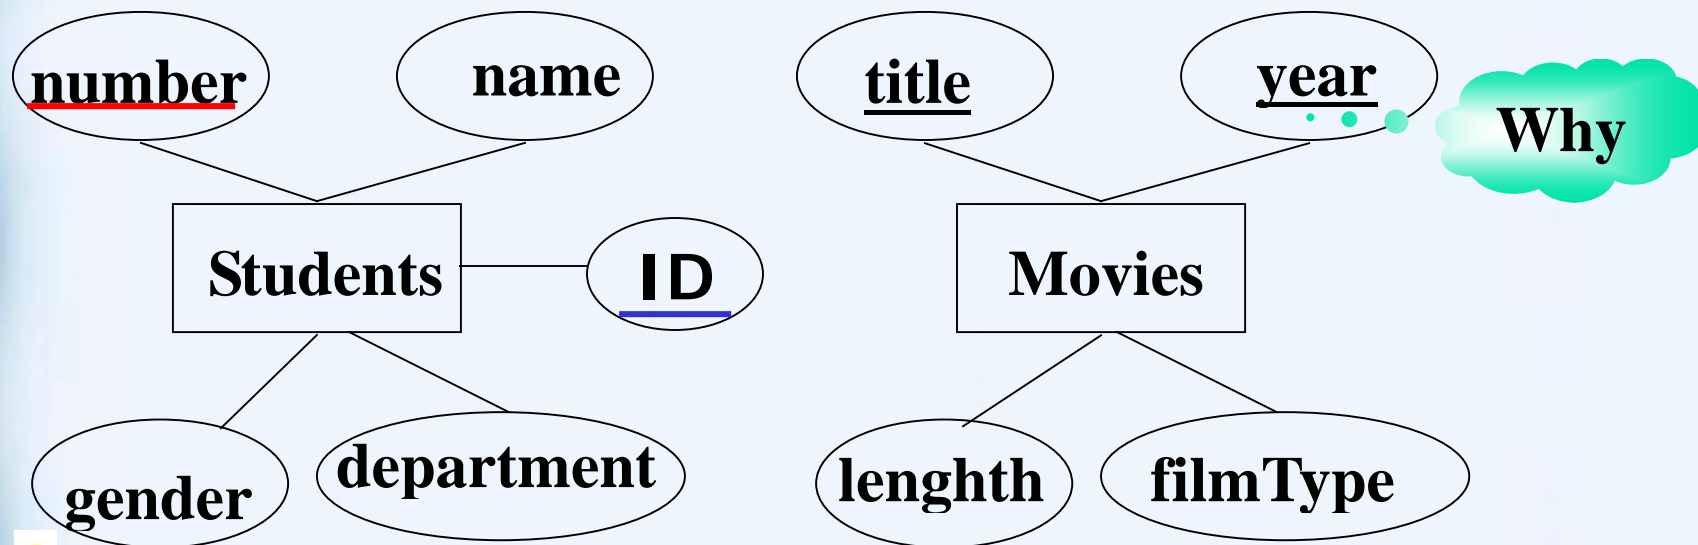 number
name
title
year
Why
Students
ID
Movies
gender
department
lenghth
filmType